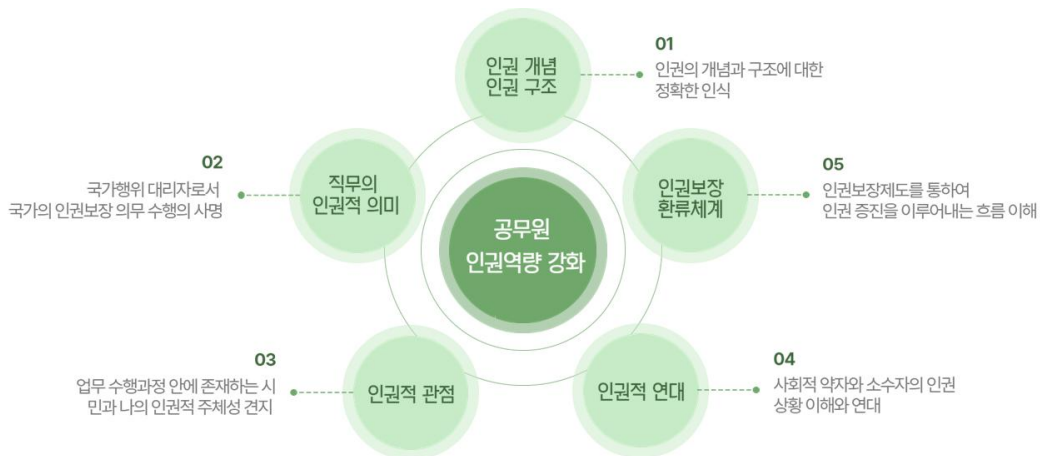 인권 개념
인권 구조
01
인권의 개념과 구조에 대한
정확한 인식
02
국가행위 대리자로서
국가의 인권보장 의무 수행의 사명
직무의
인권적 의미
인권보장
환류체계
05
인권보장제도를 통하여
인권 증진을 이루어내는 흐름 이해
공무원
인권역량 강화
03
업무 수행과정 안에 존재하는 시
민과 나의 인권적 주체성 견지
인권적 관점
인권적 연대
04
사회적 약자와 소수자의 인권
상황 이해와 연대